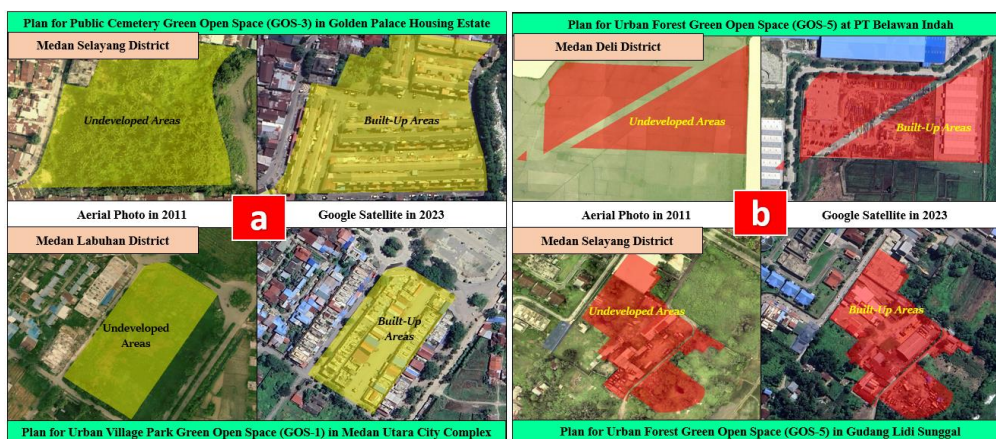 Plan for Public Cemetery Green Open Space (GOS-3) in Golden Palace Housing Estate
Medan Selayang District
Undeveloped Areas
Built-Up Areas
Aerial Photo in 2011
a
Google Satellite in 2023
Medan Labuhan District
Undeveloped
Areas
Built-Up
Areas
Plan for Urban Village Park Green Open Space (GOS-1) in Medan Utara City Complex
Plan for Urban Forest Green Open Space (GOS-5) at PT Belawan Indah
Medan Deli District
Undeveloped Areas
Built-Up Areas
Aerial Photo in 2011
b
Google Satellite in 2023
Medan Selayang District
Undeveloped Areas
Built-Up Areas
Plan for Urban Forest Green Open Space (GOS-5) in Gudang Lidi Sunggal